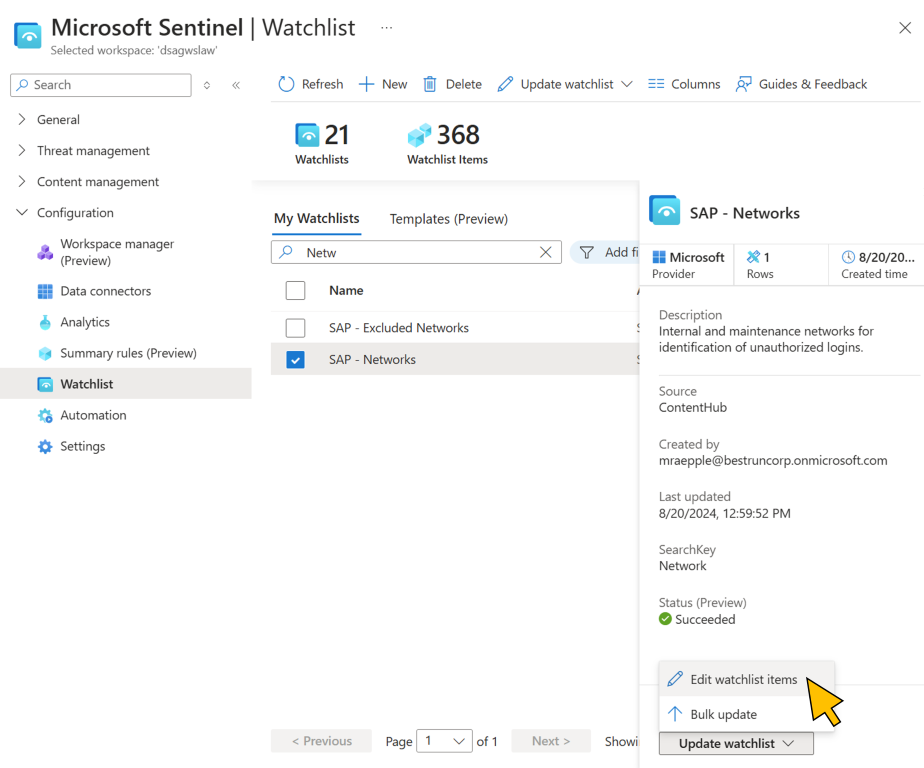 Microsoft Sentinel | Watchlist ...
Selected workspace: 'dsagwslaw'
Search
General
Threat management
Content management
Configuration
Workspace manager
(Preview)
Data connectors
Analytics
Summary rules (Preview)
Watchlist
Automation
Settings
Refresh New Delete Update watchlist Columns Guides & Feedback
21 368
Watchlists Watchlist Items
My Watchlists Templates (Preview)
Netw Add fi
Name
SAP - Excluded Networks
SAP - Networks
< Previous Page 1 of 1 Next > Showi
SAP - Networks
Microsoft 1 8/20/20...
Provider Rows Created time
Description
Internal and maintenance networks for
identification of unauthorized logins.
Source
ContentHub
Created by
mraepple@bestruncorp.onmicrosoft.com
Last updated
8/20/2024, 12:59:52 PM
SearchKey
Network
Status (Preview)
Succeeded
Edit watchlist items
Bulk update
Update watchlist